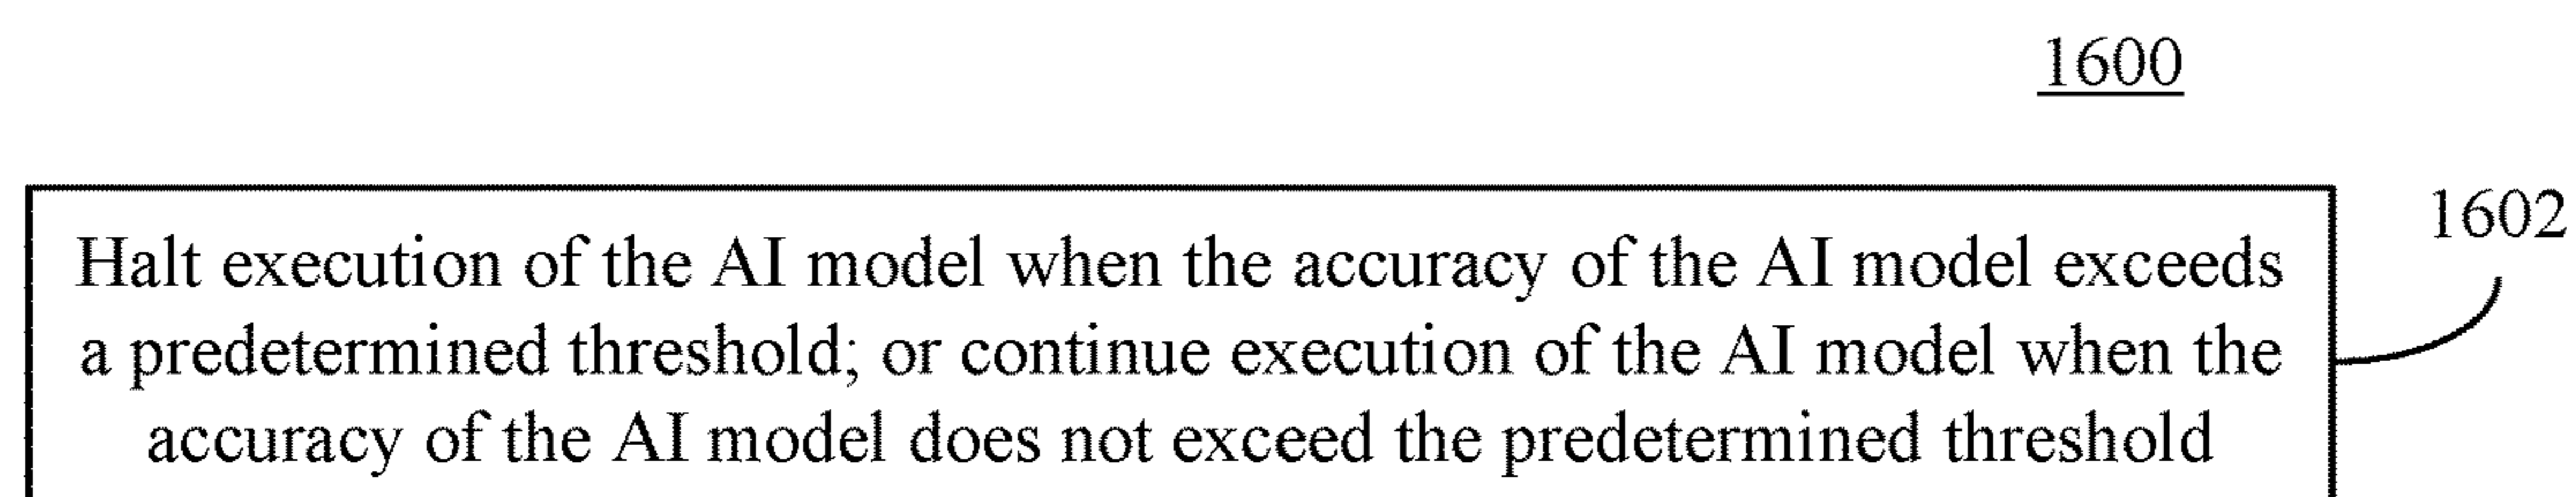 1600
1602
Halt execution of the AI model when the accuracy of the AI model exceeds
a predetermined threshold; or continue execution of the AI model when the
accuracy of the AI model does not exceed the predetermined threshold